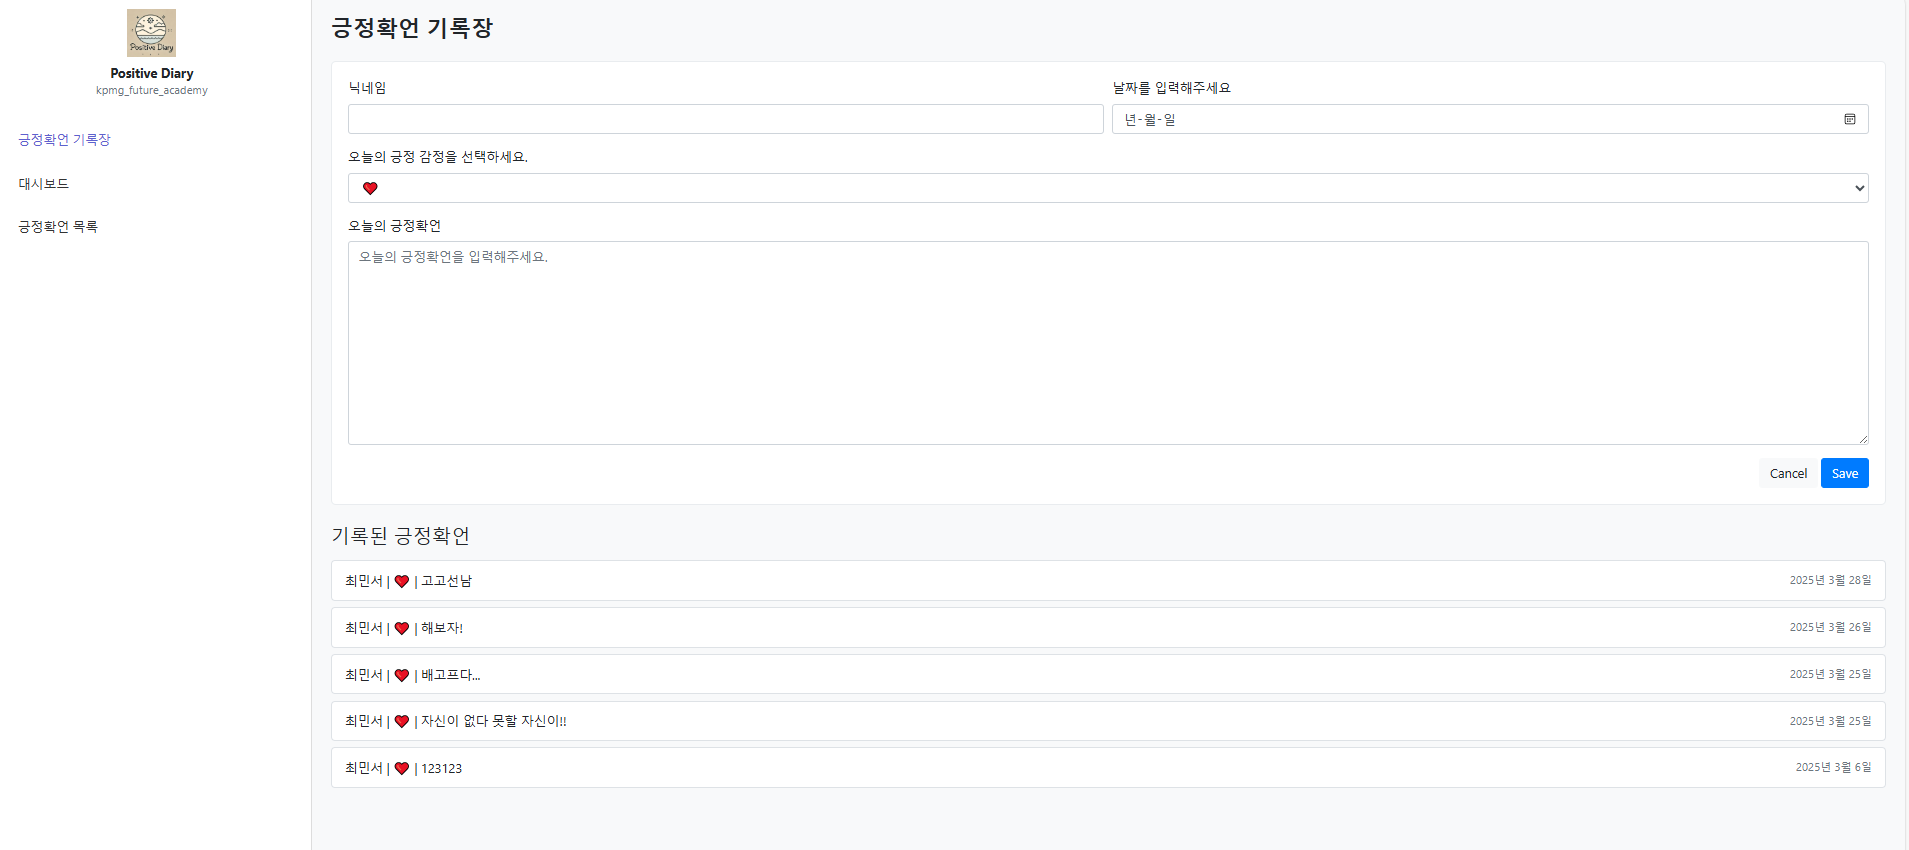 Positive Diary
Positive Diary
kpmg_future_academy
긍정확언 기록장
대시보드
긍정확언 목록
긍정확언 기록장
닉네임
날짜를 입력해주세요
년-월-일
오늘의 긍정 감정을 선택하세요.
❤️
오늘의 긍정확언
오늘의 긍정확언을 입력해주세요.
Cancel
Save
기록된 긍정확언
최민서 | ❤️ | 고고선남 2025년 3월 28일
최민서 | ❤️ | 해보자! 2025년 3월 26일
최민서 | ❤️ | 배고프다... 2025년 3월 25일
최민서 | ❤️ | 자신이 없다 못할 자신이!! 2025년 3월 25일
최민서 | ❤️ | 123123 2025년 3월 6일